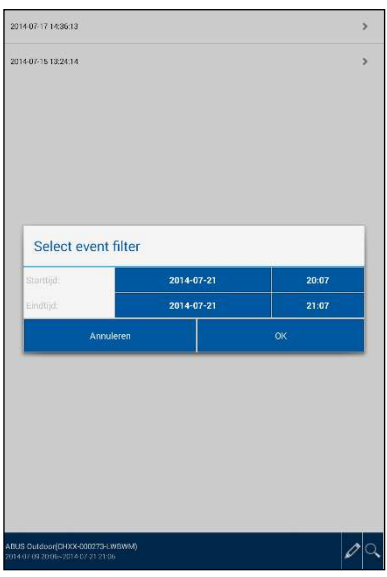 2014-07-17 14:36:13
2014-07-15 13:24:14
Select event filter
Starttijd: 2014-07-21 20:07
Eindtijd: 2014-07-21 21:07
Annuleren OK
ABUS Outdoor(CHXX-000273-LWGWM)
2014-07-09 20:06~2014-07-21 21:06